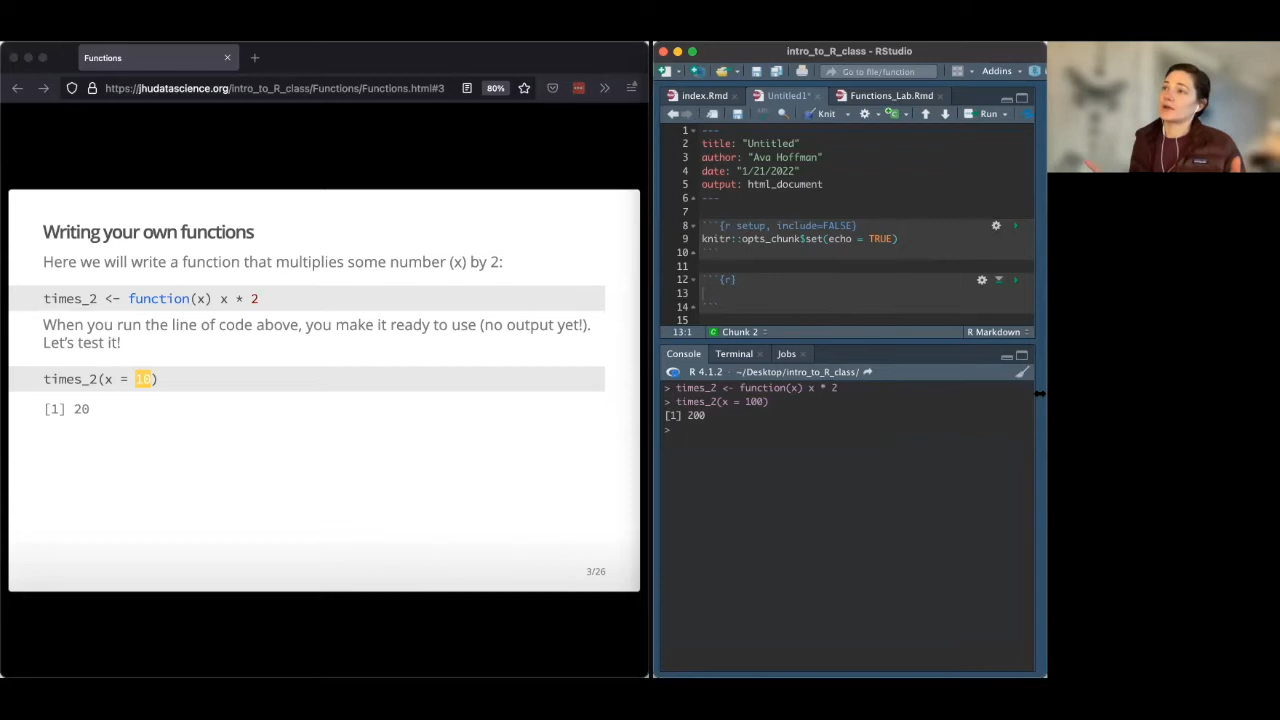 Functions
https://jhudatascience.org/intro_to_R_class/Functions/Functions.html#3
80%
Writing your own functions
Here we will write a function that multiplies some number (x) by 2:
times_2 <- function(x) x * 2
When you run the line of code above, you make it ready to use (no output yet!).
Let's test it!
times_2(x = 10)
[1] 20
3/26
intro_to_R_class - RStudio
Go to file/function
Addins
index.Rmd
Untitled1*
Functions_Lab.Rmd
Knit
Run
1 ---
2 title: "Untitled"
3 author: "Ava Hoffman"
4 date: "1/21/2022"
5 output: html_document
6 ---
7
8 ```{r setup, include=FALSE}
9 knitr::opts_chunk$set(echo = TRUE)
10 ```
11
12 ```{r}
13
14 ```
15
13:1 Chunk 2 R Markdown
Console Terminal Jobs
R 4.1.2 · ~/Desktop/intro_to_R_class/
> times_2 <- function(x) x * 2
> times_2(x = 100)
[1] 200
>